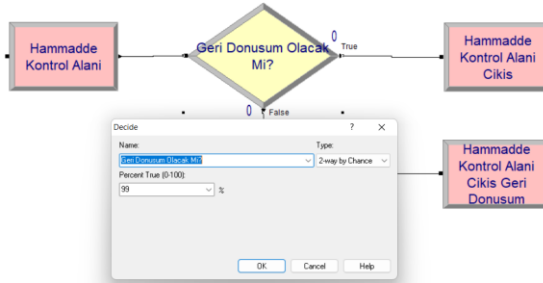 Hammadde
Kontrol Alani
Geri Donusum Olacak
Mi?
0
True
Hammadde
Kontrol Alani
Cikis
0
False
Decide
?
X
Name:
Type:
Geri Donusum Olacak Mi?
2-way by Chance
Percent True (0-100):
99
%
OK
Cancel
Help
Hammadde
Kontrol Alani
Cikis Geri
Donusum